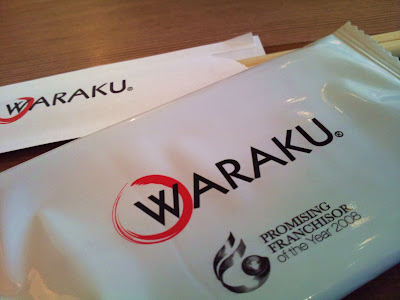 WARAKU®
WARAKU®
PROMISING
FRANCHISOR
of the Year 2008